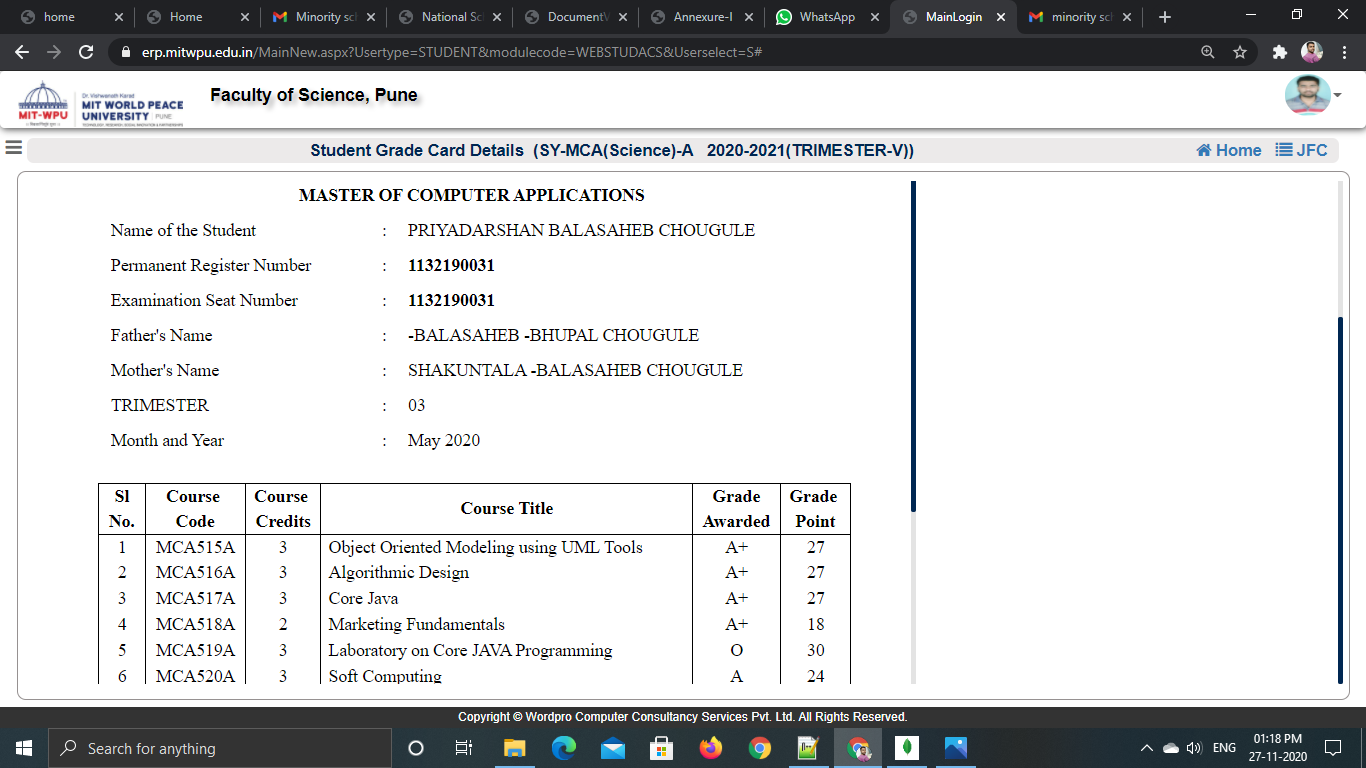 home
Home
Minority sch
National Sc
DocumentV
Annexure-I
WhatsApp
MainLogin
minority sch
erp.mitwpu.edu.in/MainNew.aspx?Usertype=STUDENT&modulecode=WEBSTUDACS&Userselect=S#
Dr. Vishwanath Karad
MIT WORLD PEACE
UNIVERSITY | PUNE
MIT-WPU
Faculty of Science, Pune
Student Grade Card Details (SY-MCA(Science)-A 2020-2021(TRIMESTER-V))
Home
JFC
MASTER OF COMPUTER APPLICATIONS
Name of the Student : PRIYADARSHAN BALASAHEB CHOUGULE
Permanent Register Number : 1132190031
Examination Seat Number : 1132190031
Father's Name : -BALASAHEB -BHUPAL CHOUGULE
Mother's Name : SHAKUNTALA -BALASAHEB CHOUGULE
TRIMESTER : 03
Month and Year : May 2020
Sl No. Course Code Course Credits Course Title Grade Awarded Grade Point
1 MCA515A 3 Object Oriented Modeling using UML Tools A+ 27
2 MCA516A 3 Algorithmic Design A+ 27
3 MCA517A 3 Core Java A+ 27
4 MCA518A 2 Marketing Fundamentals A+ 18
5 MCA519A 3 Laboratory on Core JAVA Programming O 30
6 MCA520A 3 Soft Computing A 24
Copyright © Wordpro Computer Consultancy Services Pvt. Ltd. All Rights Reserved.
Search for anything
ENG
01:18 PM
27-11-2020